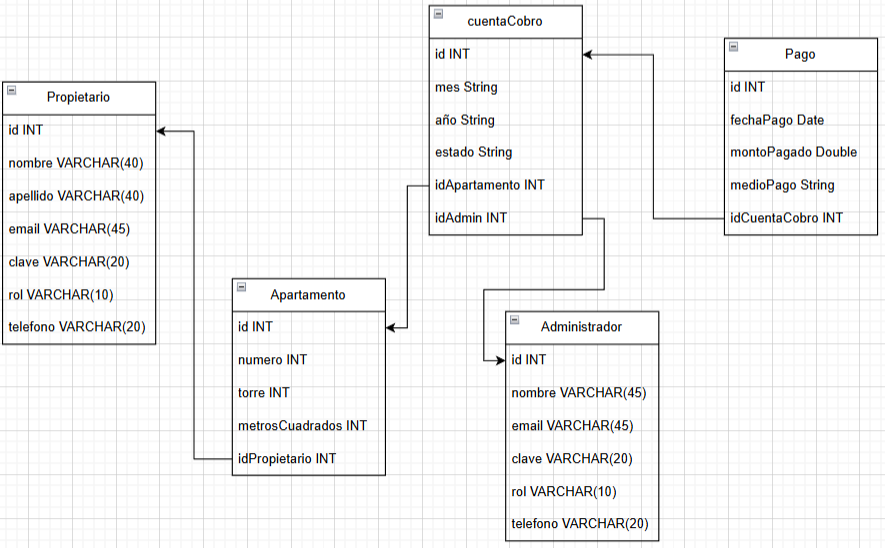 Propietario
id INT
nombre VARCHAR(40)
apellido VARCHAR(40)
email VARCHAR(45)
clave VARCHAR(20)
rol VARCHAR(10)
telefono VARCHAR(20)
Apartamento
id INT
numero INT
torre INT
metrosCuadrados INT
idPropietario INT
cuentaCobro
id INT
mes String
año String
estado String
idApartamento INT
idAdmin INT
Administrador
id INT
nombre VARCHAR(45)
email VARCHAR(45)
clave VARCHAR(20)
rol VARCHAR(10)
telefono VARCHAR(20)
Pago
id INT
fechaPago Date
montoPagado Double
medioPago String
idCuentaCobro INT